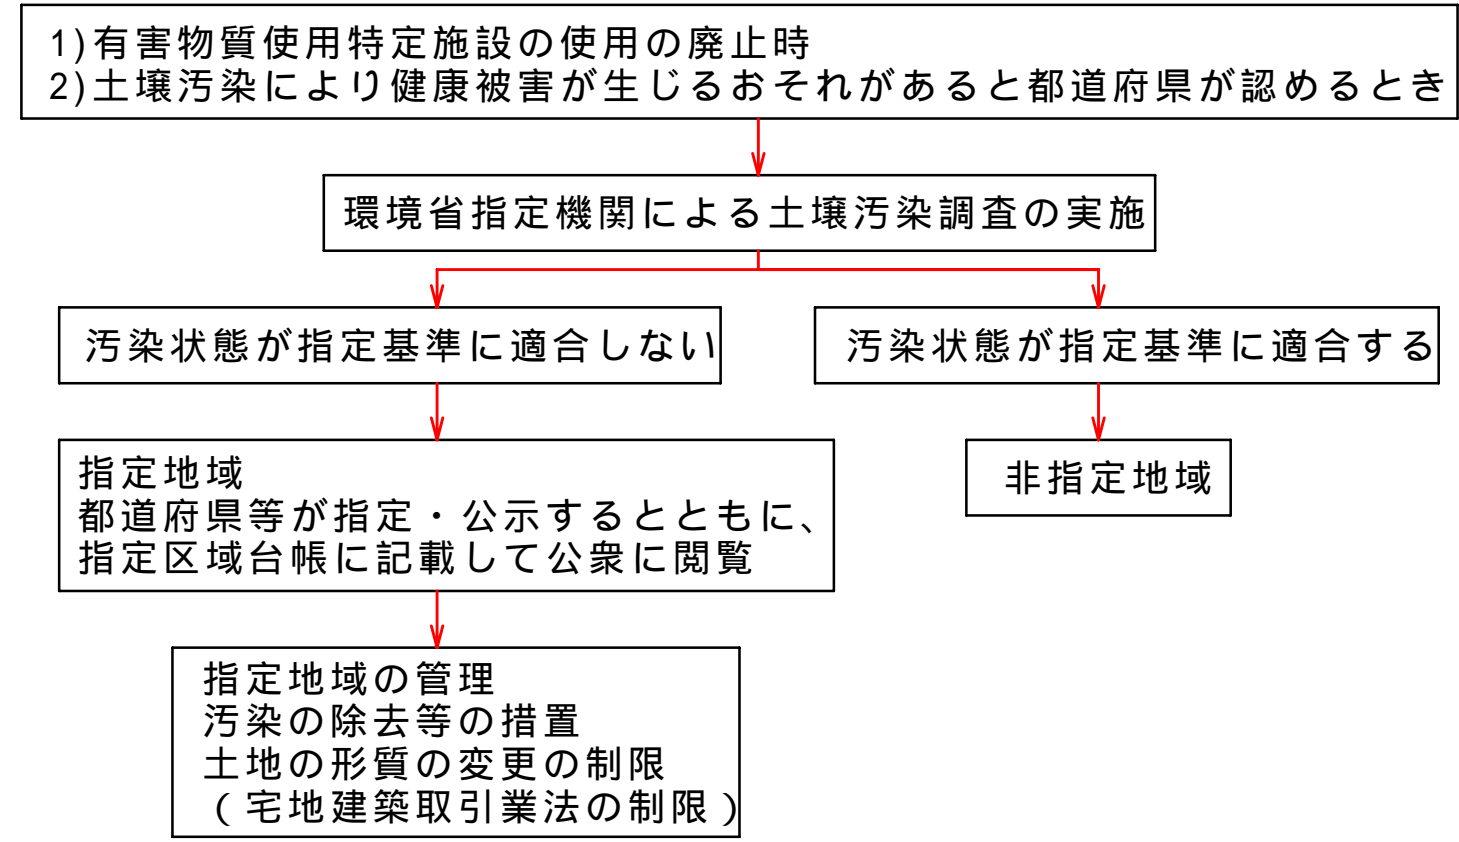 1)有害物質使用特定施設の使用の廃止時
2)土壌汚染により健康被害が生じるおそれがあると都道府県が認めるとき
環境省指定機関による土壌汚染調査の実施
汚染状態が指定基準に適合しない
汚染状態が指定基準に適合する
指定地域
都道府県等が指定・公示するとともに、
指定区域台帳に記載して公衆に閲覧
非指定地域
指定地域の管理
汚染の除去等の措置
土地の形質の変更の制限
（宅地建築取引業法の制限）